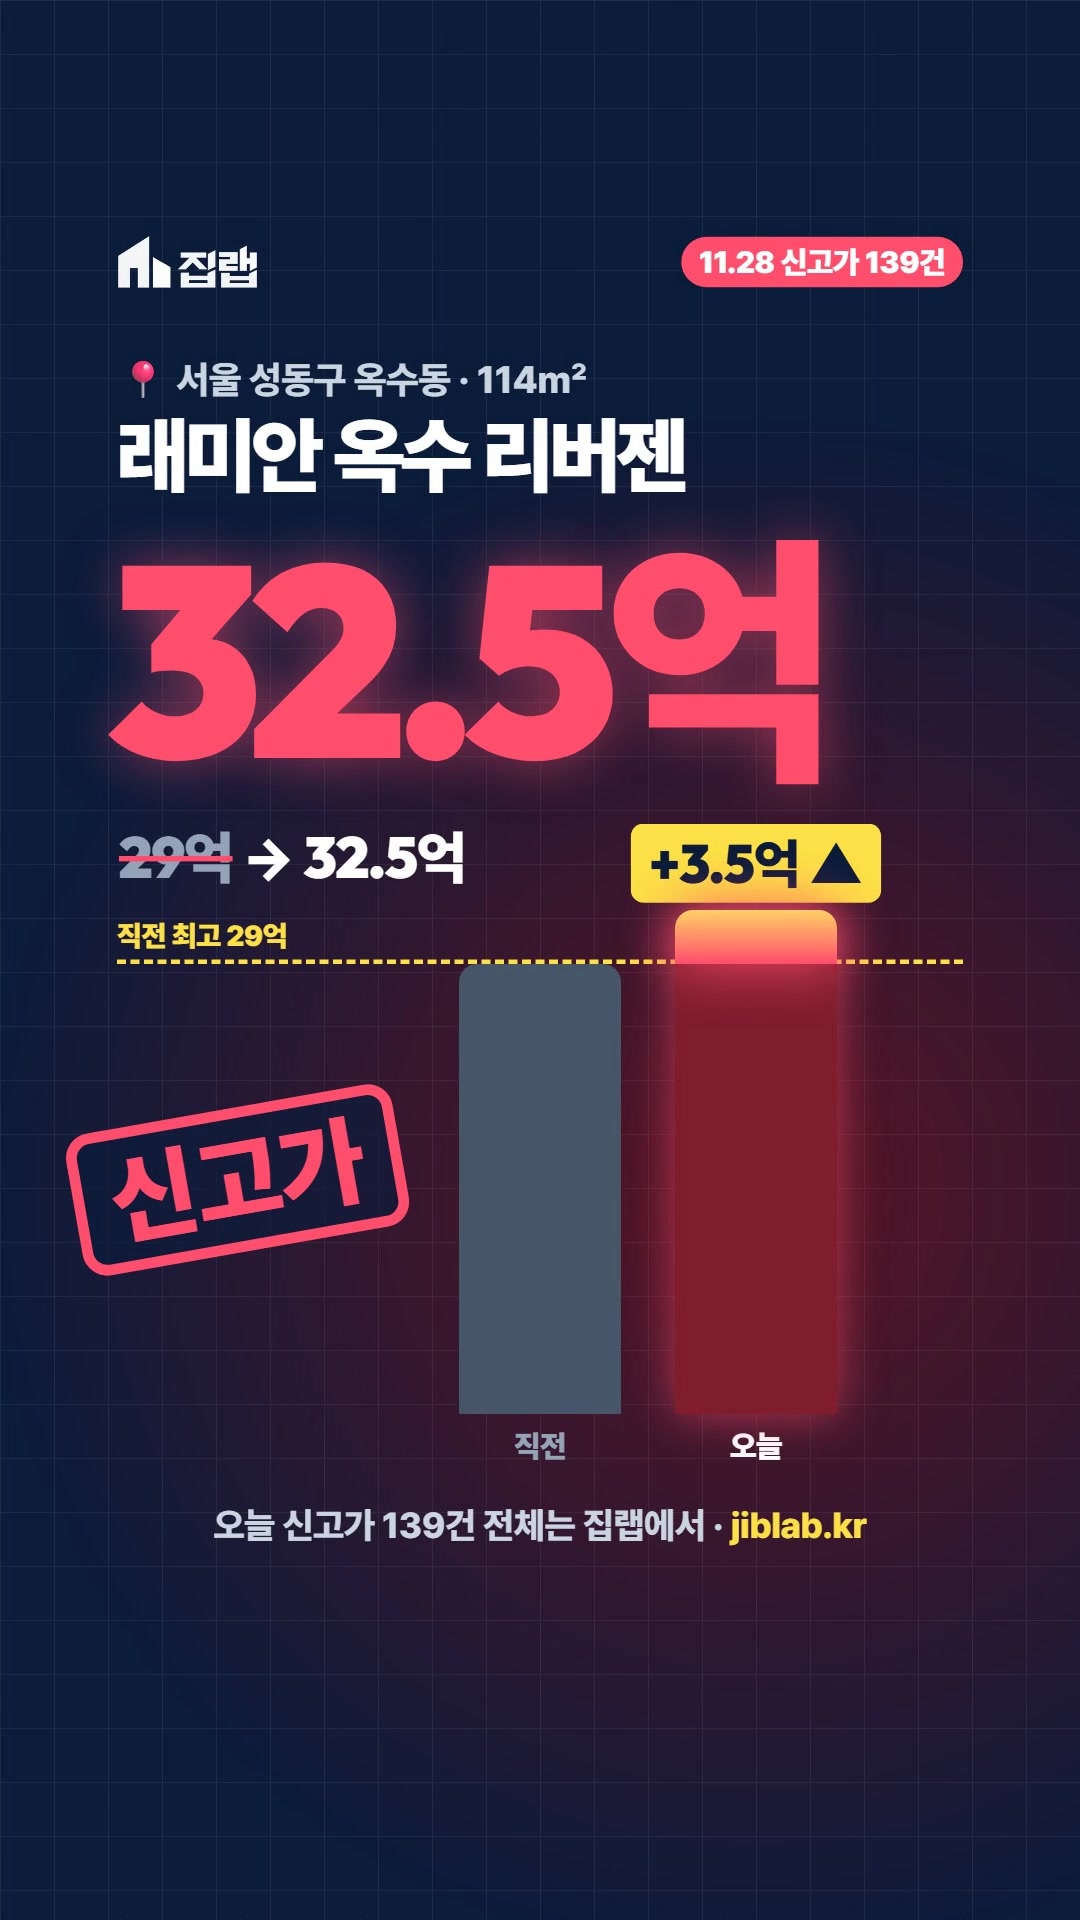 집랩
11.28 신고가 139건
📍 서울 성동구 옥수동 · 114m²
래미안 옥수 리버젠
32.5억
29억 → 32.5억
+3.5억 ▲
직전 최고 29억
신고가
직전
오늘
오늘 신고가 139건 전체는 집랩에서 · jiblab.kr